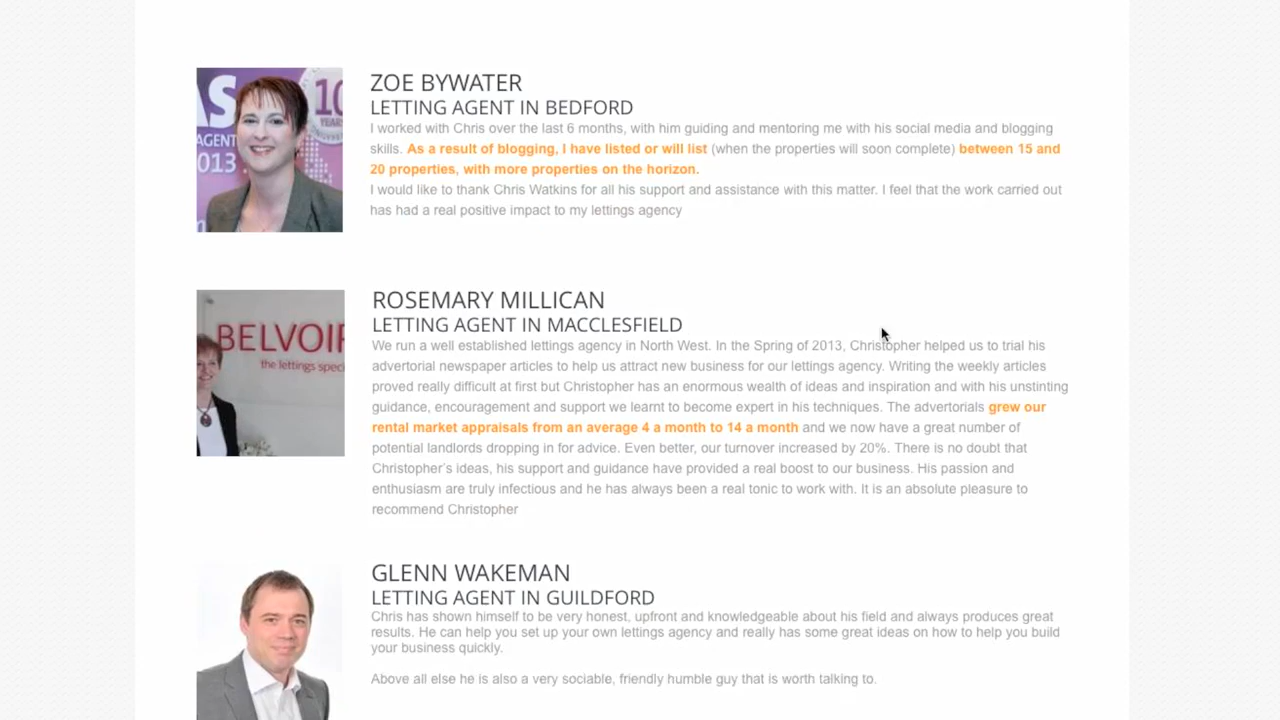 AS
10
YEARS
AGENT
2013
ZOE BYWATER
LETTING AGENT IN BEDFORD
I worked with Chris over the last 6 months, with him guiding and mentoring me with his social media and blogging
skills. As a result of blogging, I have listed or will list (when the properties will soon complete) between 15 and
20 properties, with more properties on the horizon.
I would like to thank Chris Watkins for all his support and assistance with this matter. I feel that the work carried out
has had a real positive impact to my lettings agency
BELVOIR
the lettings speci
ROSEMARY MILLICAN
LETTING AGENT IN MACCLESFIELD
We run a well established lettings agency in North West. In the Spring of 2013, Christopher helped us to trial his
advertorial newspaper articles to help us attract new business for our lettings agency. Writing the weekly articles
proved really difficult at first but Christopher has an enormous wealth of ideas and inspiration and with his unstinting
guidance, encouragement and support we learnt to become expert in his techniques. The advertorials grew our
rental market appraisals from an average 4 a month to 14 a month and we now have a great number of
potential landlords dropping in for advice. Even better, our turnover increased by 20%. There is no doubt that
Christopher's ideas, his support and guidance have provided a real boost to our business. His passion and
enthusiasm are truly infectious and he has always been a real tonic to work with. It is an absolute pleasure to
recommend Christopher
GLENN WAKEMAN
LETTING AGENT IN GUILDFORD
Chris has shown himself to be very honest, upfront and knowledgeable about his field and always produces great
results. He can help you set up your own lettings agency and really has some great ideas on how to help you build
your business quickly.
Above all else he is also a very sociable, friendly humble guy that is worth talking to.